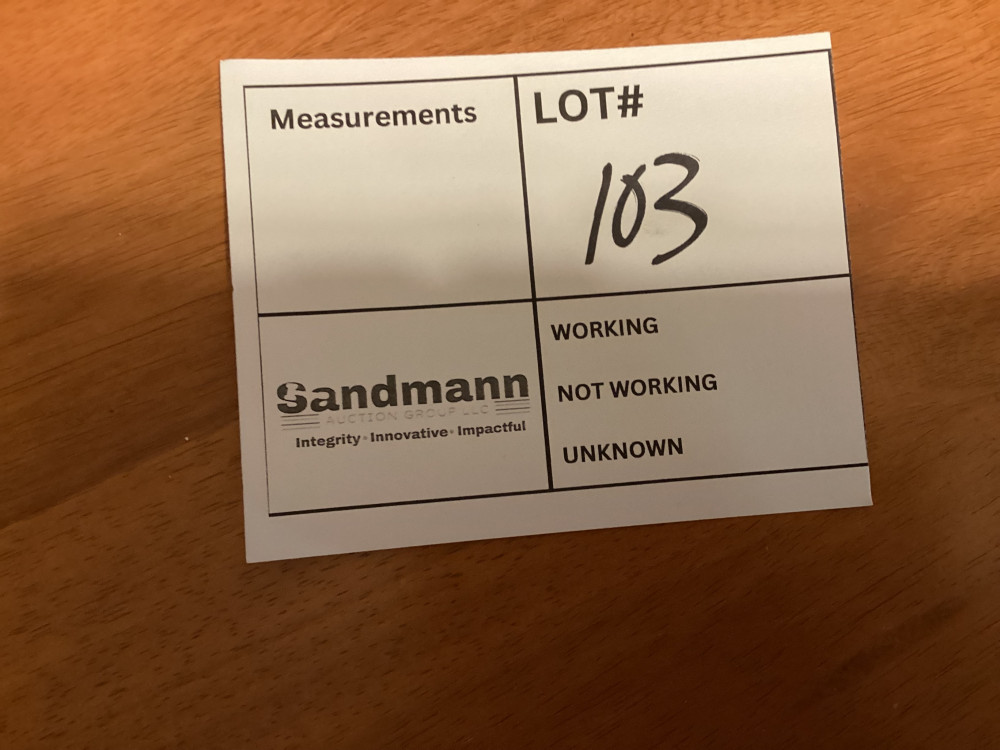 Measurements
LOT#
103
Sandmann
AUCTION GROUP LLC
Integrity · Innovative · Impactful
WORKING
NOT WORKING
UNKNOWN